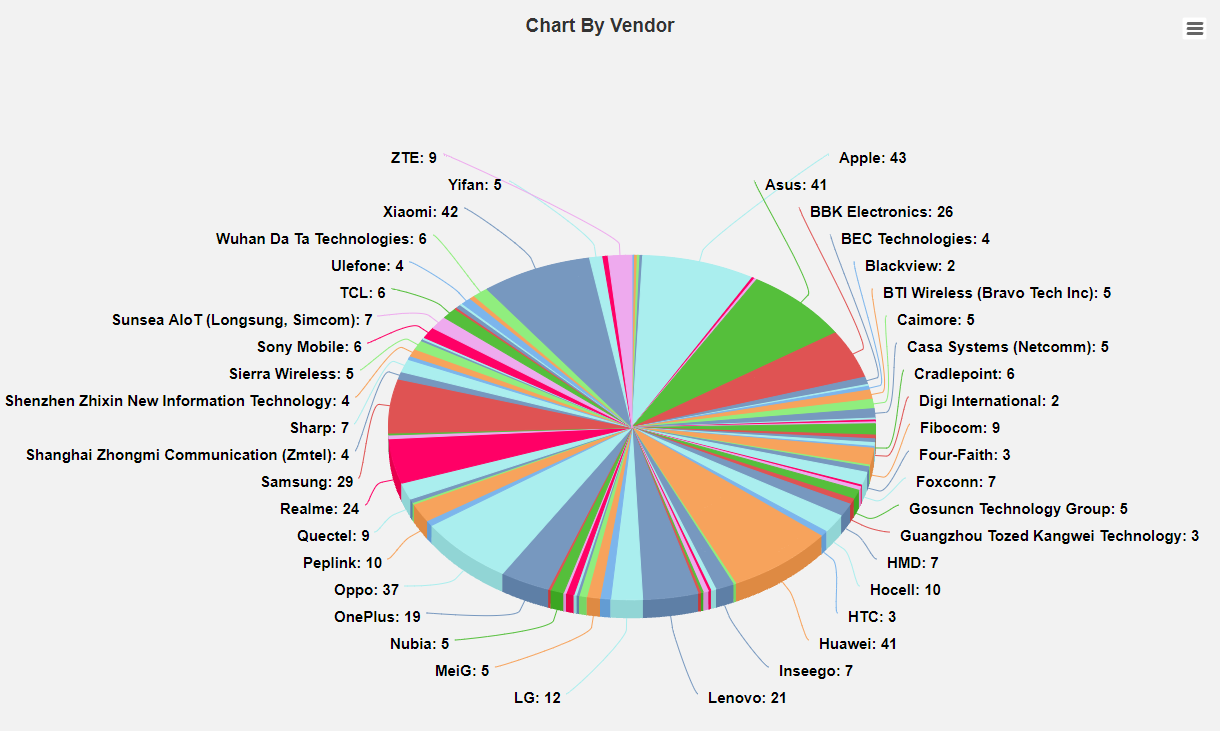 Chart By Vendor
ZTE: 9
Apple: 43
Yifan: 5
Asus: 41
Xiaomi: 42
BBK Electronics: 26
Wuhan Da Ta Technologies: 6
BEC Technologies: 4
Ulefone: 4
Blackview: 2
TCL: 6
BTI Wireless (Bravo Tech Inc): 5
Sunsea AIoT (Longsung, Simcom): 7
Caimore: 5
Sony Mobile: 6
Casa Systems (Netcomm): 5
Sierra Wireless: 5
Cradlepoint: 6
Shenzhen Zhixin New Information Technology: 4
Digi International: 2
Sharp: 7
Fibocom: 9
Shanghai Zhongmi Communication (Zmtel): 4
Four-Faith: 3
Samsung: 29
Foxconn: 7
Realme: 24
Gosuncn Technology Group: 5
Quectel: 9
Guangzhou Tozed Kangwei Technology: 3
Peplink: 10
HMD: 7
Oppo: 37
Hocell: 10
OnePlus: 19
HTC: 3
Nubia: 5
Huawei: 41
MeiG: 5
Inseego: 7
LG: 12
Lenovo: 21